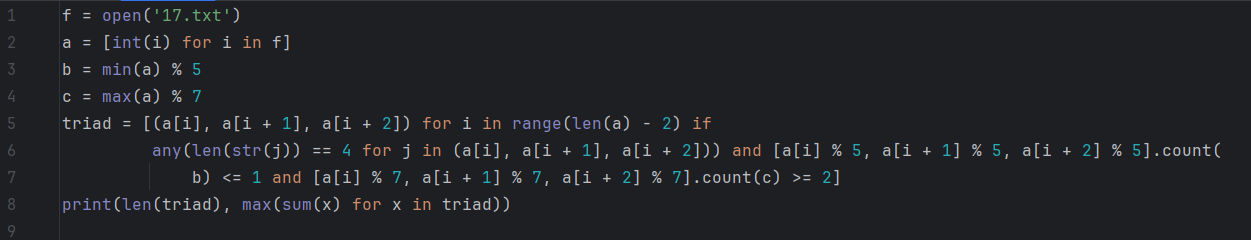 1 f = open('17.txt')
2 a = [int(i) for i in f]
3 b = min(a) % 5
4 c = max(a) % 7
5 triad = [(a[i], a[i + 1], a[i + 2]) for i in range(len(a) - 2) if
6 any(len(str(j)) == 4 for j in (a[i], a[i + 1], a[i + 2])) and [a[i] % 5, a[i + 1] % 5, a[i + 2] % 5].count(
7 b) <= 1 and [a[i] % 7, a[i + 1] % 7, a[i + 2] % 7].count(c) >= 2]
8 print(len(triad), max(sum(x) for x in triad))
9